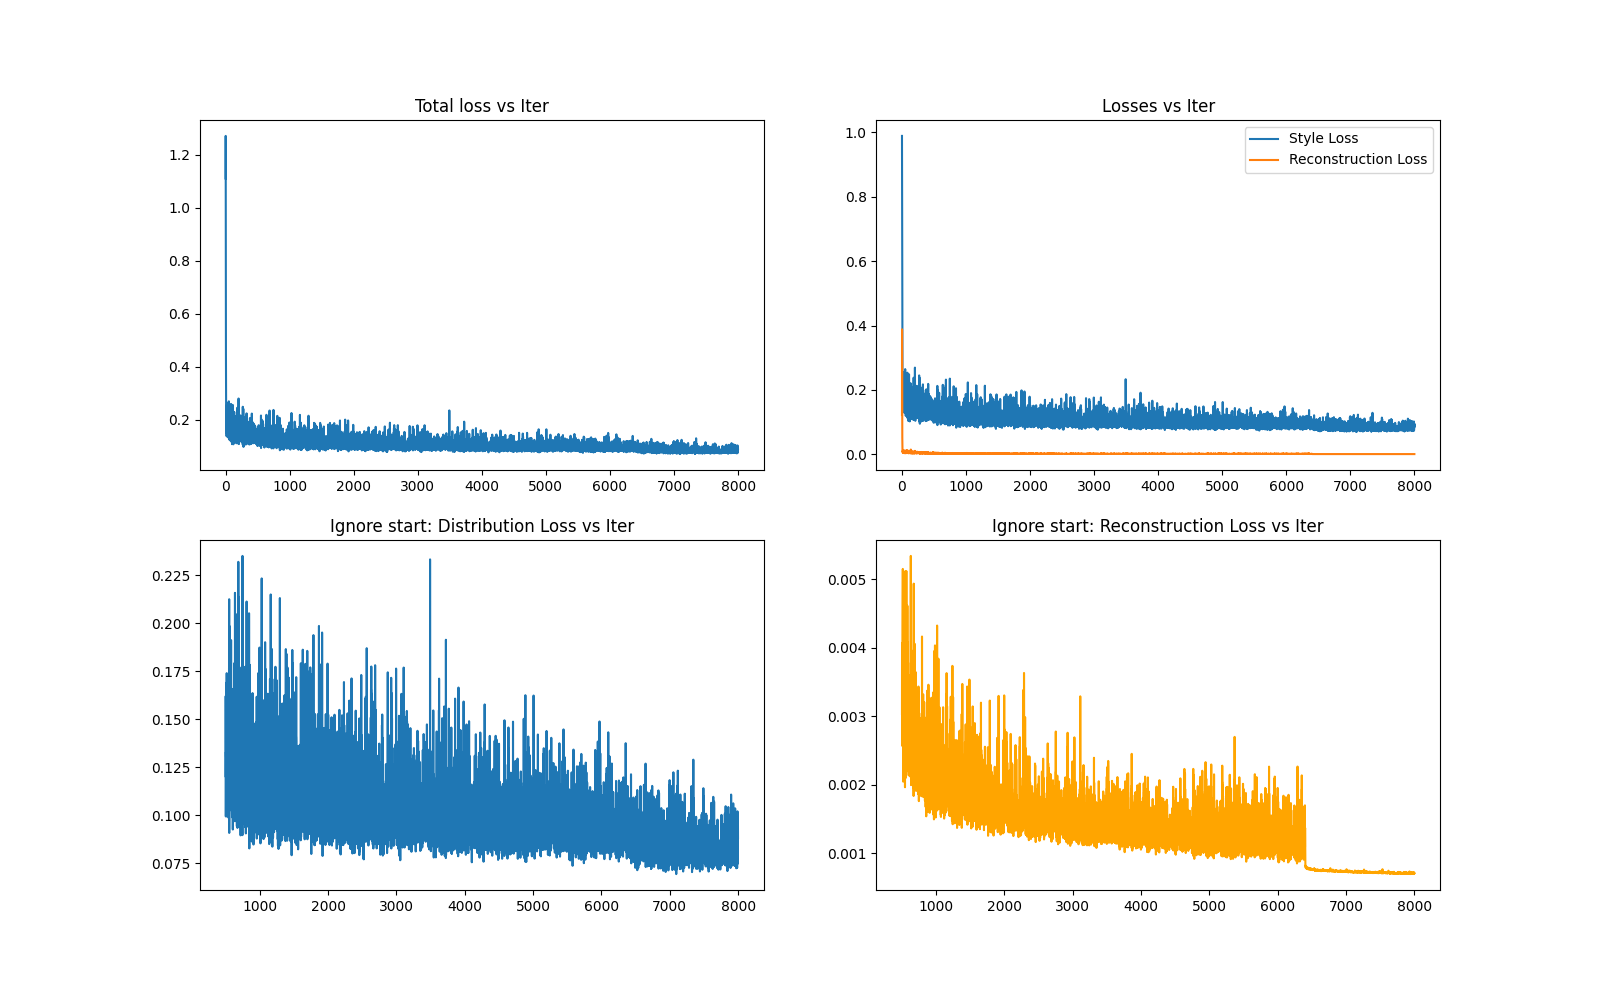 Total loss vs Iter
1.2
1.0
0.8
0.6
0.4
0.2
0 1000 2000 3000 4000 5000 6000 7000 8000
Losses vs Iter
Style Loss
Reconstruction Loss
1.0
0.8
0.6
0.4
0.2
0.0
0 1000 2000 3000 4000 5000 6000 7000 8000
Ignore start: Distribution Loss vs Iter
0.225
0.200
0.175
0.150
0.125
0.100
0.075
1000 2000 3000 4000 5000 6000 7000 8000
Ignore start: Reconstruction Loss vs Iter
0.005
0.004
0.003
0.002
0.001
1000 2000 3000 4000 5000 6000 7000 8000